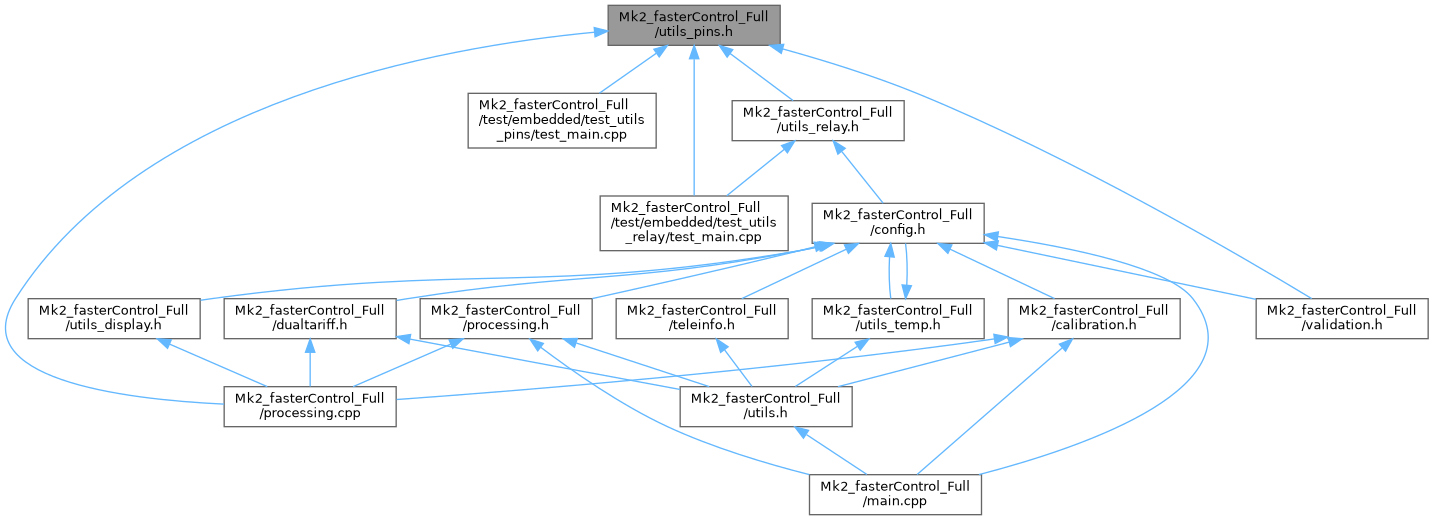 Mk2_fasterControl_Full
/utils_pins.h
Mk2_fasterControl_Full
/test/embedded/test_utils
_pins/test_main.cpp
Mk2_fasterControl_Full
/utils_relay.h
Mk2_fasterControl_Full
/test/embedded/test_utils
_relay/test_main.cpp
Mk2_fasterControl_Full
/config.h
Mk2_fasterControl_Full
/utils_display.h
Mk2_fasterControl_Full
/dualtariff.h
Mk2_fasterControl_Full
/processing.h
Mk2_fasterControl_Full
/teleinfo.h
Mk2_fasterControl_Full
/utils_temp.h
Mk2_fasterControl_Full
/calibration.h
Mk2_fasterControl_Full
/validation.h
Mk2_fasterControl_Full
/processing.cpp
Mk2_fasterControl_Full
/utils.h
Mk2_fasterControl_Full
/main.cpp